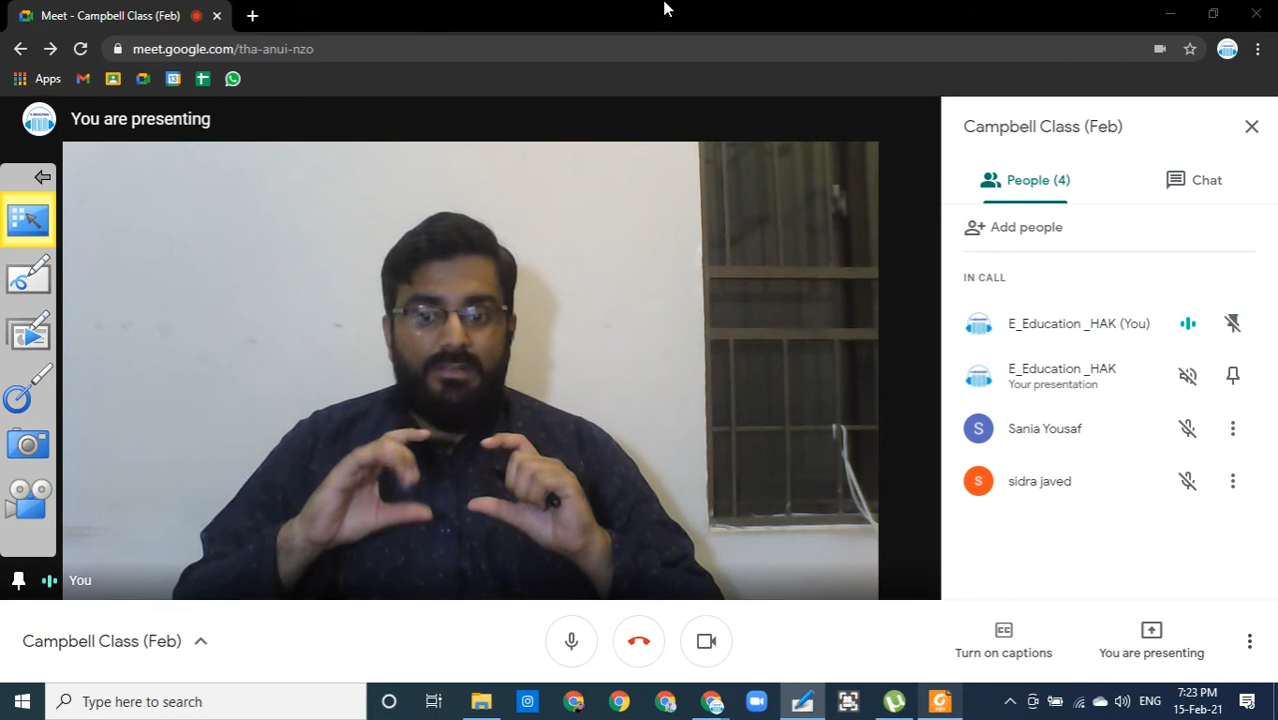 Meet - Campbell Class (Feb)
meet.google.com/tha-anui-nzo
Apps
You are presenting
Campbell Class (Feb)
People (4)
Chat
Add people
IN CALL
E_Education _HAK (You)
E_Education _HAK
Your presentation
S
Sania Yousaf
s
sidra javed
You
Campbell Class (Feb)
CC
Turn on captions
You are presenting
Type here to search
ENG
7:23 PM
15-Feb-21